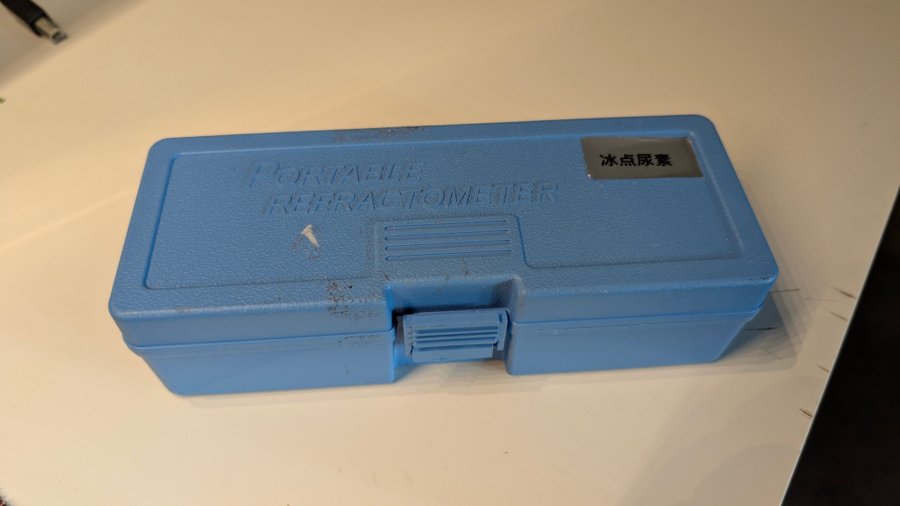 PORTABLE
REFRACTOMETER
冰点尿素